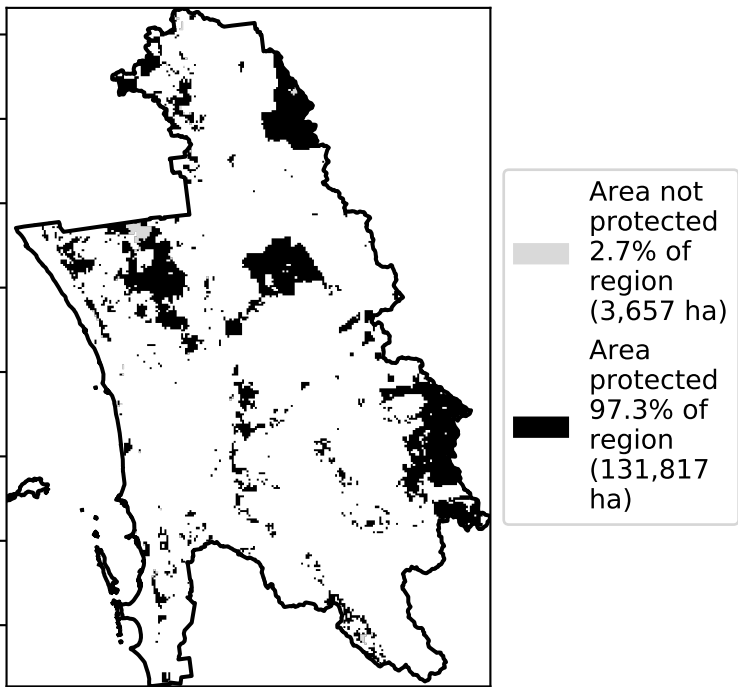 Area not
protected
2.7% of
region
(3,657 ha)
Area
protected
97.3% of
region
(131,817
ha)